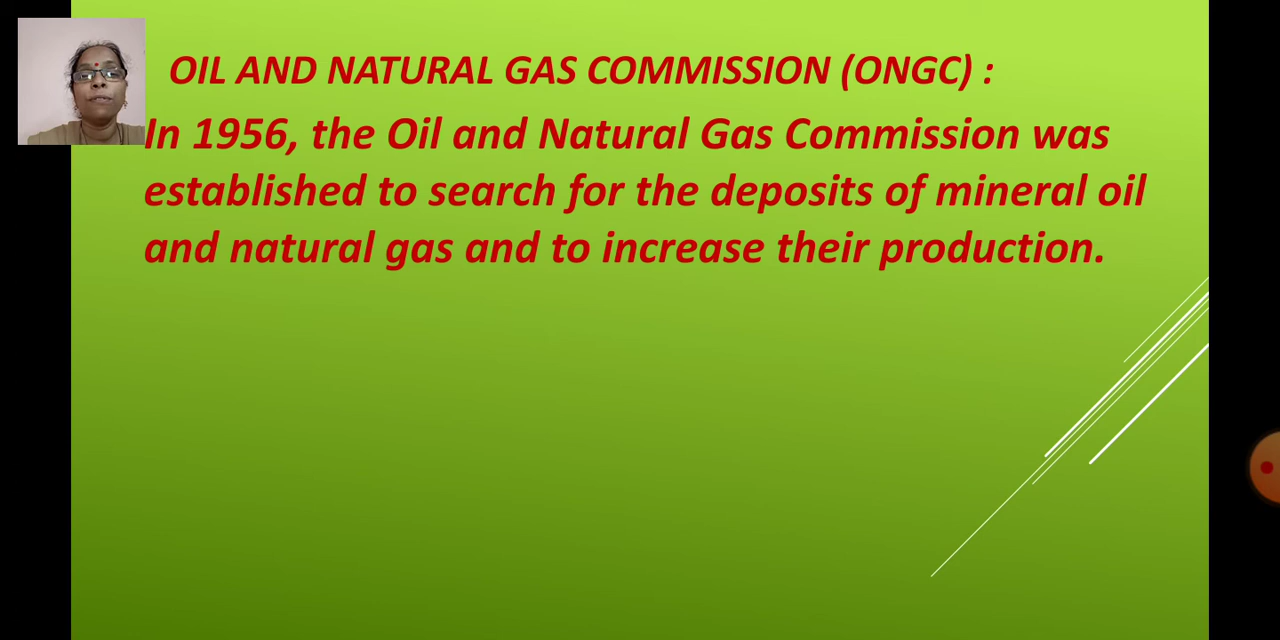 OIL AND NATURAL GAS COMMISSION (ONGC) :
In 1956, the Oil and Natural Gas Commission was
established to search for the deposits of mineral oil
and natural gas and to increase their production.